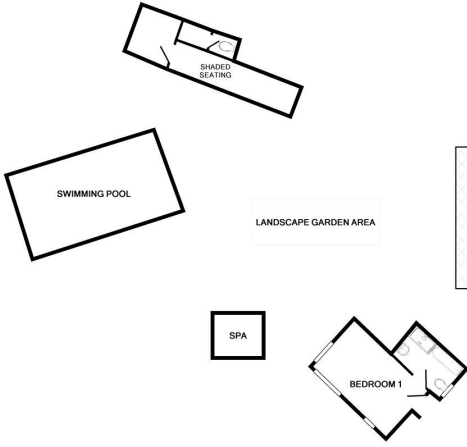 SHADED
SEATING
SWIMMING POOL
LANDSCAPE GARDEN AREA
SPA
BEDROOM 1